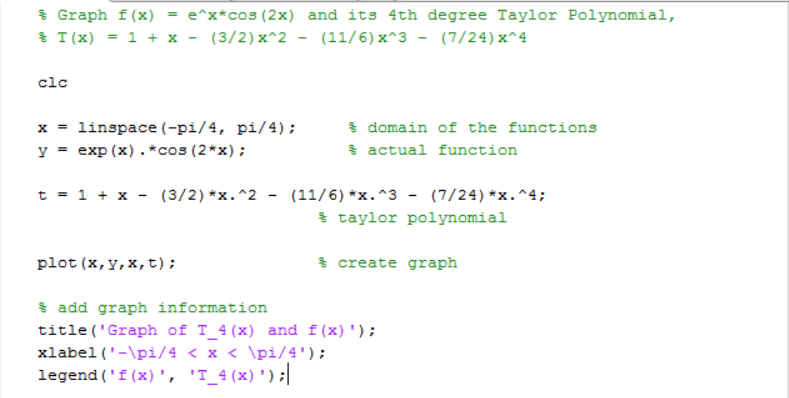 % Graph f(x) = e^x*cos(2x) and its 4th degree Taylor Polynomial,
% T(x) = 1 + x - (3/2)x^2 - (11/6)x^3 - (7/24)x^4
clc
x = linspace(-pi/4, pi/4); % domain of the functions
y = exp(x).*cos(2*x); % actual function
t = 1 + x - (3/2)*x.^2 - (11/6)*x.^3 - (7/24)*x.^4;
% taylor polynomial
plot(x,y,x,t); % create graph
% add graph information
title('Graph of T_4(x) and f(x)');
xlabel('-\pi/4 < x < \pi/4');
legend('f(x)', 'T_4(x)');